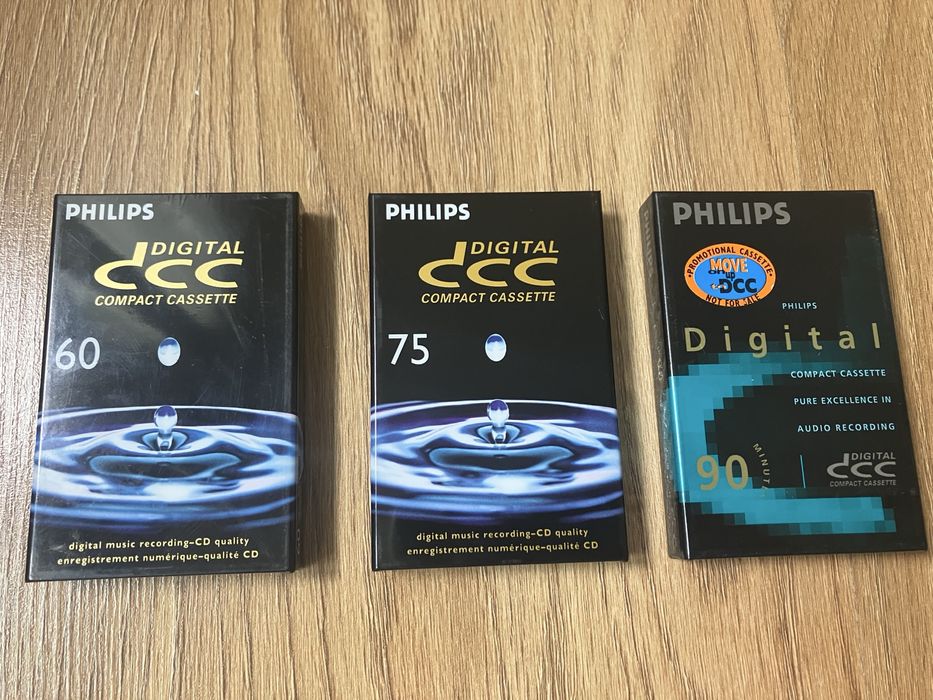 PHILIPS
DIGITAL
dcc
COMPACT CASSETTE
60
digital music recording–CD quality
enregistrement numérique–qualité CD
PHILIPS
DIGITAL
dcc
COMPACT CASSETTE
75
digital music recording–CD quality
enregistrement numérique–qualité CD
PHILIPS
PROMOTIONAL CASSETTE
MOVE
up
DCC
NOT FOR SALE
PHILIPS
Digital
COMPACT CASSETTE
PURE EXCELLENCE IN
AUDIO RECORDING
90
DIGITAL
dcc
COMPACT CASSETTE